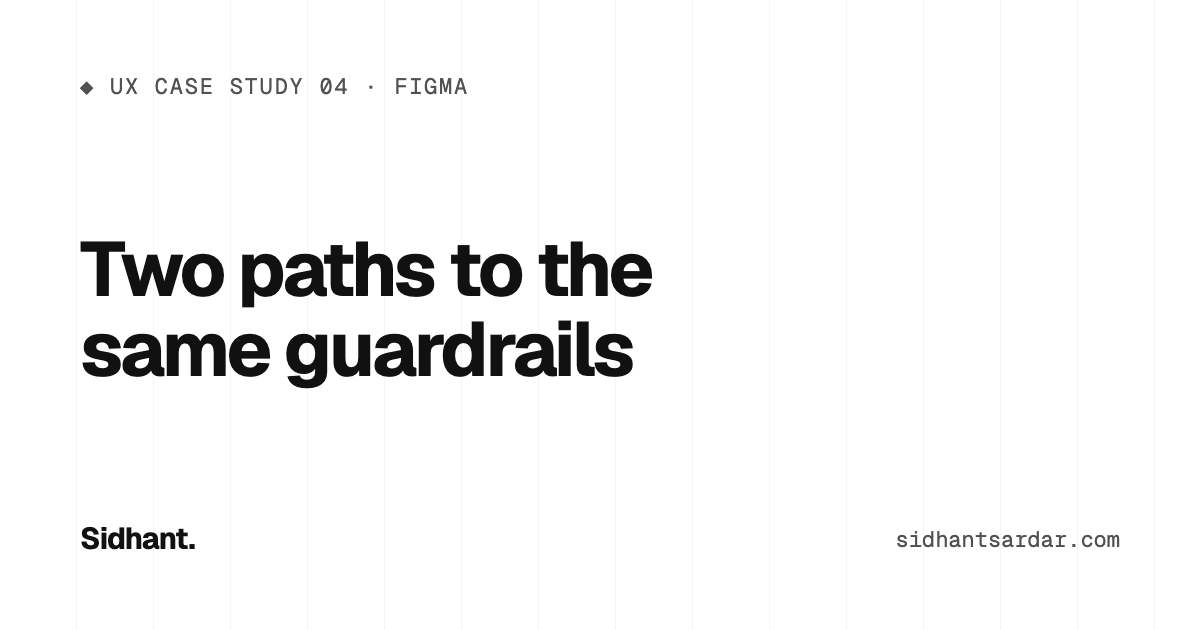 ◆ UX CASE STUDY 04 · FIGMA
Two paths to the
same guardrails
Sidhant.
sidhantsardar.com